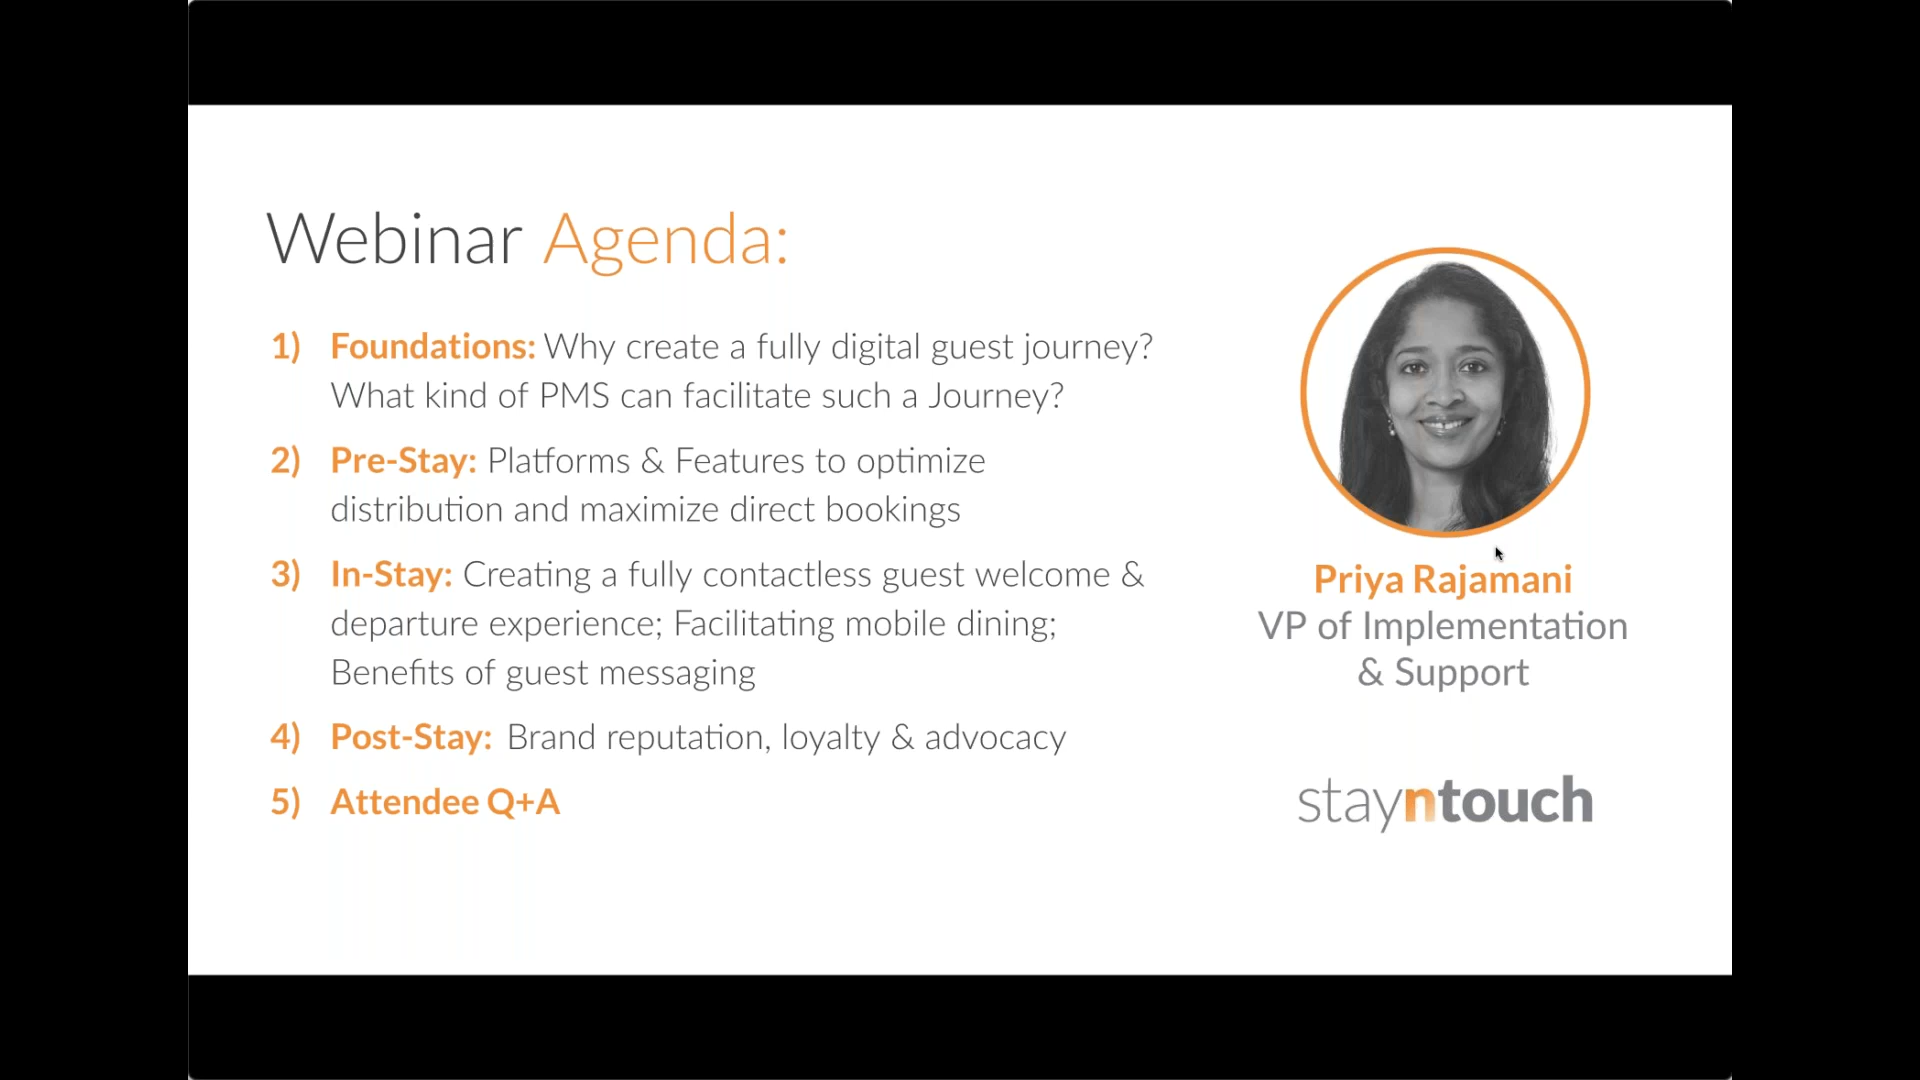 Webinar Agenda:
1) Foundations: Why create a fully digital guest journey?
What kind of PMS can facilitate such a Journey?
2) Pre-Stay: Platforms & Features to optimize
distribution and maximize direct bookings
3) In-Stay: Creating a fully contactless guest welcome &
departure experience; Facilitating mobile dining;
Benefits of guest messaging
4) Post-Stay: Brand reputation, loyalty & advocacy
5) Attendee Q+A
Priya Rajamani
VP of Implementation
& Support
stayntouch